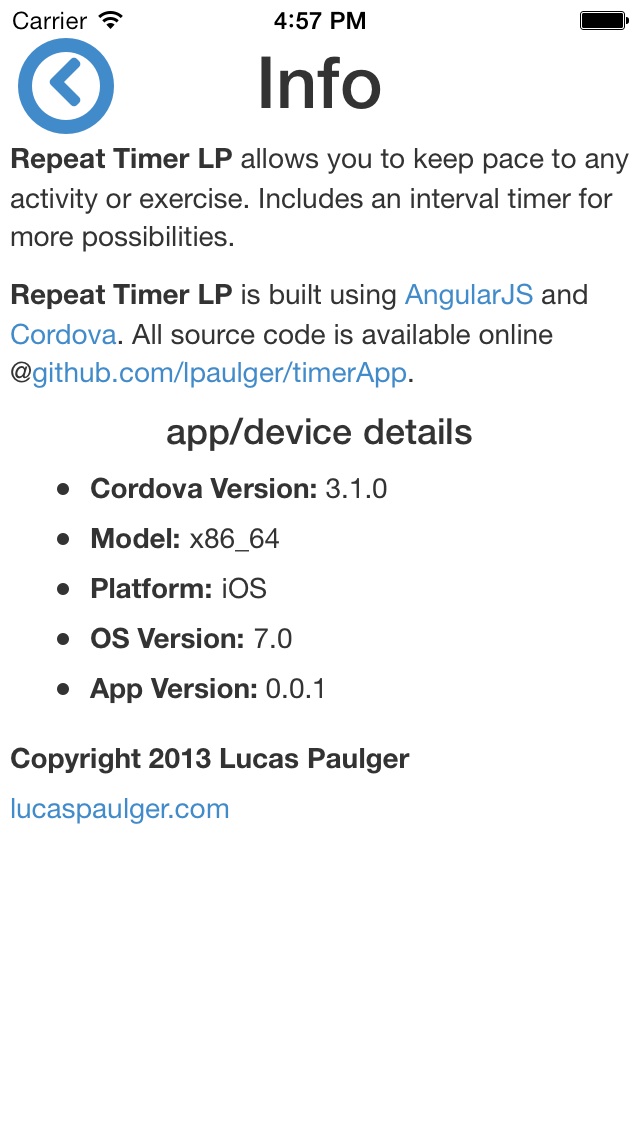 Carrier 4:57 PM
Info
Repeat Timer LP allows you to keep pace to any
activity or exercise. Includes an interval timer for
more possibilities.
Repeat Timer LP is built using AngularJS and
Cordova. All source code is available online
@github.com/lpaulger/timerApp.
app/device details
• Cordova Version: 3.1.0
• Model: x86_64
• Platform: iOS
• OS Version: 7.0
• App Version: 0.0.1
Copyright 2013 Lucas Paulger
lucaspaulger.com